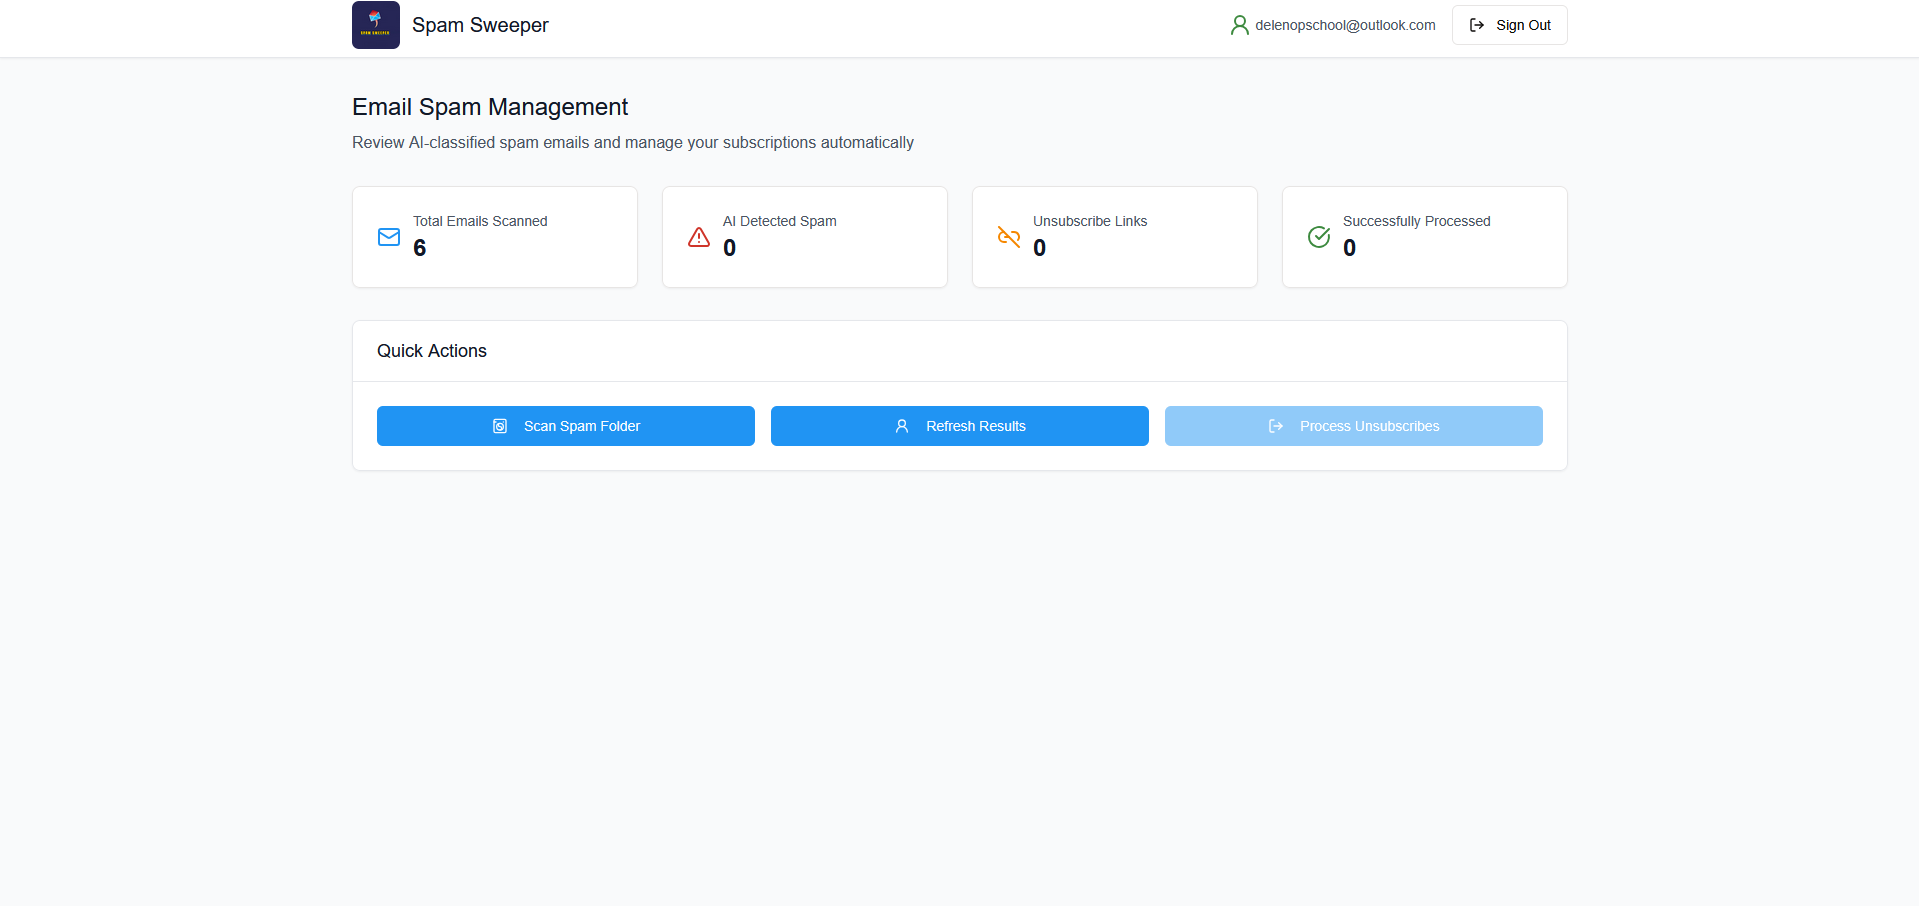 SPAM SWEEPER
Spam Sweeper
delenopschool@outlook.com
Sign Out
Email Spam Management
Review AI-classified spam emails and manage your subscriptions automatically
Total Emails Scanned
6
AI Detected Spam
0
Unsubscribe Links
0
Successfully Processed
0
Quick Actions
Scan Spam Folder
Refresh Results
Process Unsubscribes